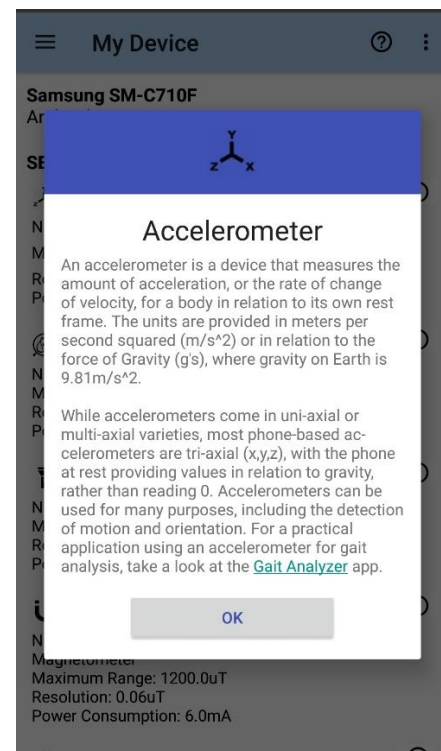 My Device
Samsung SM-C710F
Y
Z X
Accelerometer
An accelerometer is a device that measures the
amount of acceleration, or the rate of change
of velocity, for a body in relation to its own rest
frame. The units are provided in meters per
second squared (m/s^2) or in relation to the
force of Gravity (g's), where gravity on Earth is
9.81m/s^2.
While accelerometers come in uni-axial or
multi-axial varieties, most phone-based ac-
celerometers are tri-axial (x,y,z), with the phone
at rest providing values in relation to gravity,
rather than reading 0. Accelerometers can be
used for many purposes, including the detection
of motion and orientation. For a practical
application using an accelerometer for gait
analysis, take a look at the Gait Analyzer app.
OK
Magnetometer
Maximum Range: 1200.0uT
Resolution: 0.06uT
Power Consumption: 6.0mA